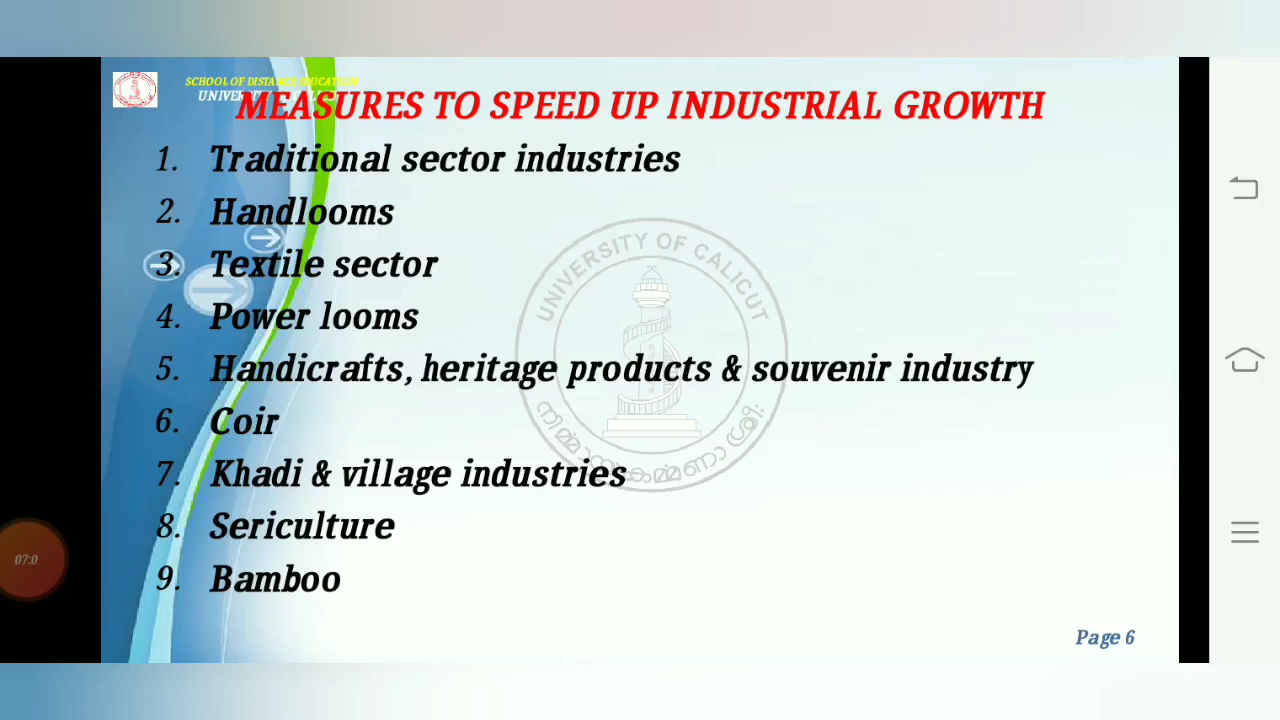 SCHOOL OF DISTANCE EDUCATION
MEASURES TO SPEED UP INDUSTRIAL GROWTH
1. Traditional sector industries
2. Handlooms
3. Textile sector
4. Power looms
5. Handicrafts, heritage products & souvenir industry
6. Coir
7. Khadi & village industries
8. Sericulture
9. Bamboo
UNIVERSITY OF CALICUT
07:0
Page 6